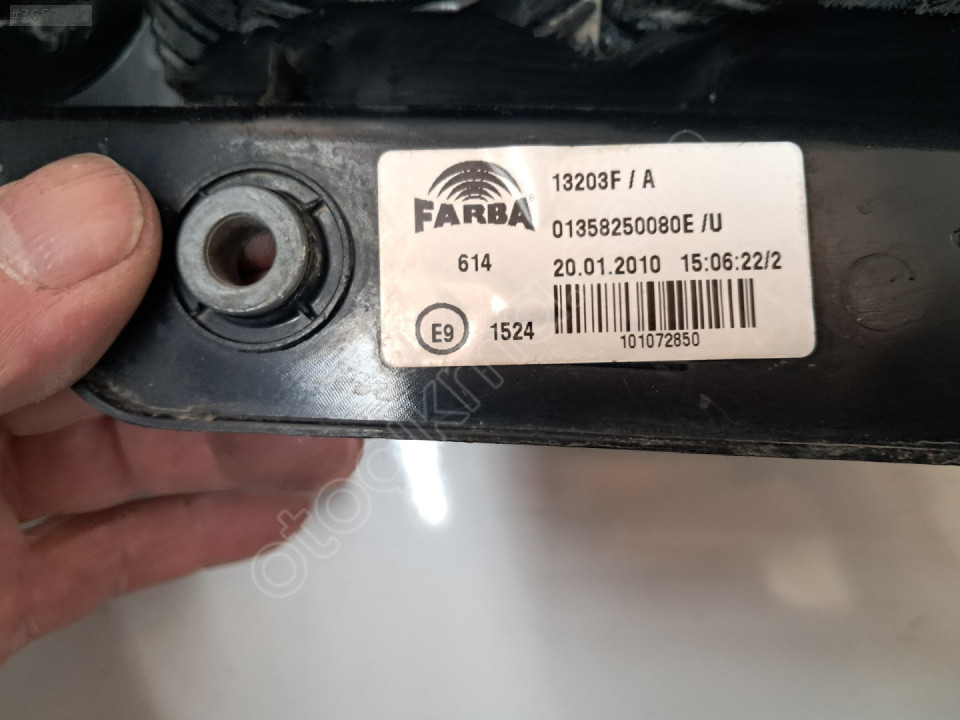 FARBA
13203F / A
01358250080E /U
614
20.01.2010 15:06:22/2
E9
1524
101072850